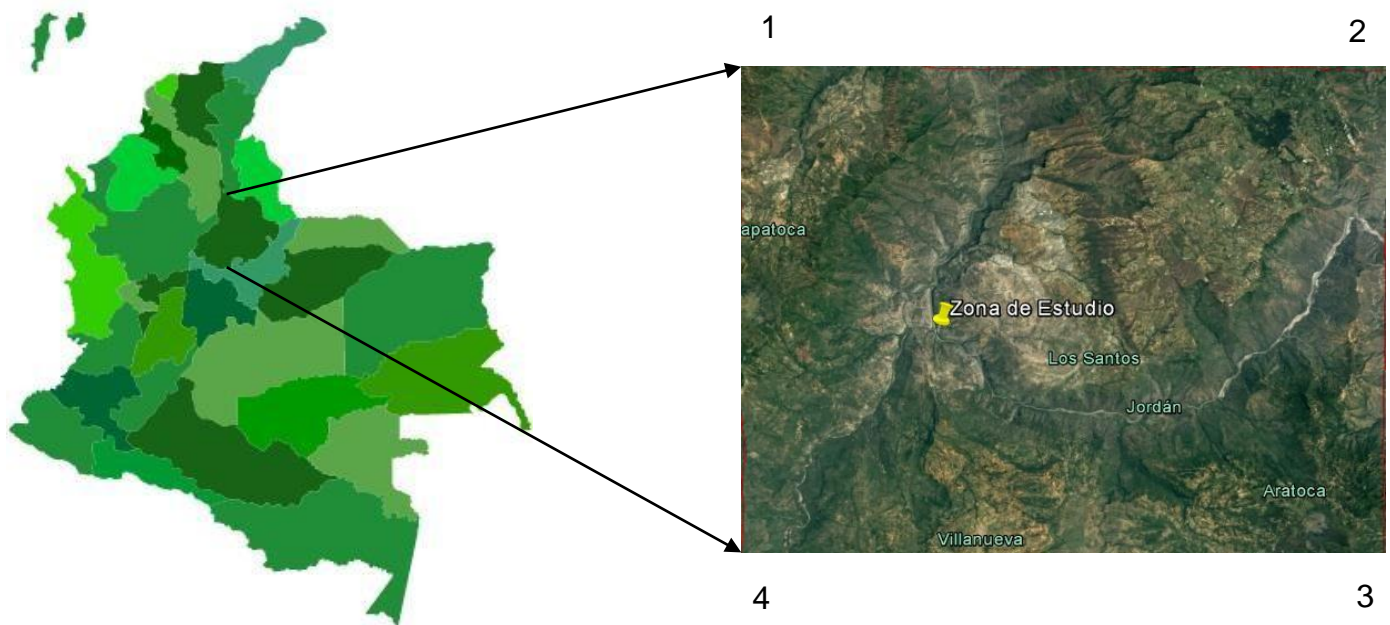 1
2
apatoca
Zona de Estudio
Los Santos
Jordán
Aratoca
Villanueva
4
3